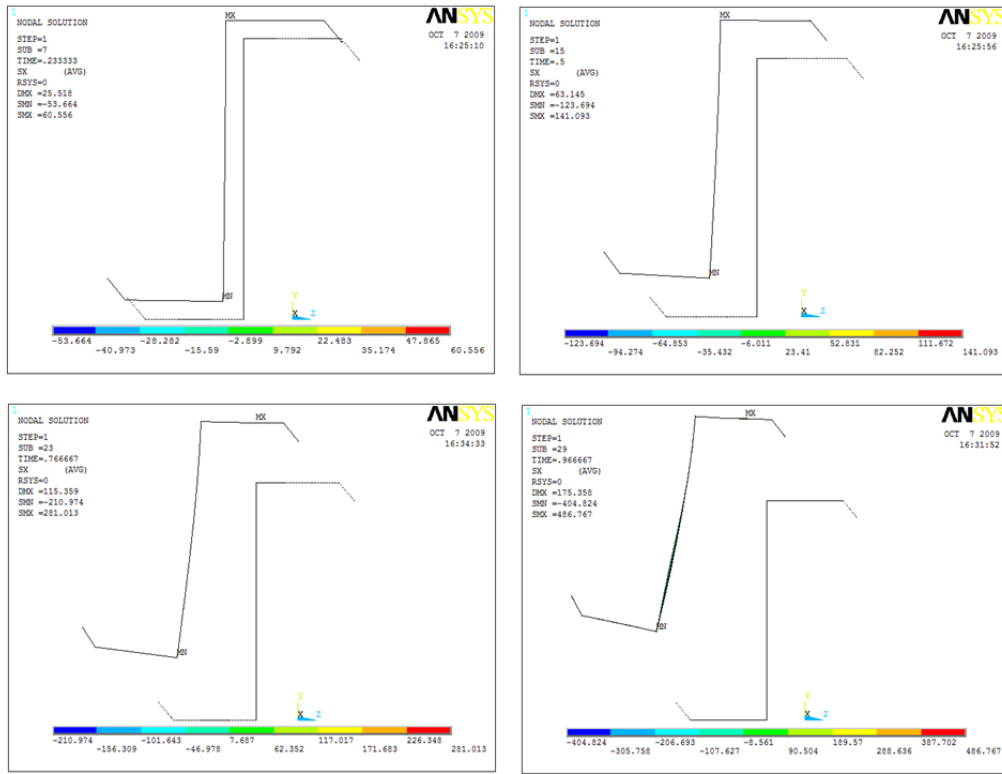 1
NODAL SOLUTION
STEP=1
SUB =7
TIME=.233333
SX (AVG)
RSYS=0
DMX =25.518
SMN =-53.664
SMX =60.556
MX
ANSYS
OCT 7 2009
16:25:10
MN
Y
X Z
-53.664 -28.282 -2.899 22.483 47.865
-40.973 -15.59 9.792 35.174 60.556
1
NODAL SOLUTION
STEP=1
SUB =15
TIME=.5
SX (AVG)
RSYS=0
DMX =63.145
SMN =-123.694
SMX =141.093
MX
ANSYS
OCT 7 2009
16:25:56
MN
Y
X Z
-123.694 -64.853 -6.011 52.831 111.672
-94.274 -35.432 23.41 82.252 141.093
1
NODAL SOLUTION
STEP=1
SUB =23
TIME=.766667
SX (AVG)
RSYS=0
DMX =115.359
SMN =-210.974
SMX =281.013
MX
ANSYS
OCT 7 2009
16:34:33
MN
Y
X Z
-210.974 -101.643 7.687 117.017 226.348
-156.309 -46.978 62.352 171.683 281.013
1
NODAL SOLUTION
STEP=1
SUB =29
TIME=.966667
SX (AVG)
RSYS=0
DMX =175.358
SMN =-404.824
SMX =486.767
MX
ANSYS
OCT 7 2009
16:31:52
MN
Y
X Z
-404.824 -206.693 -8.561 189.57 387.702
-305.758 -107.627 90.504 288.636 486.767